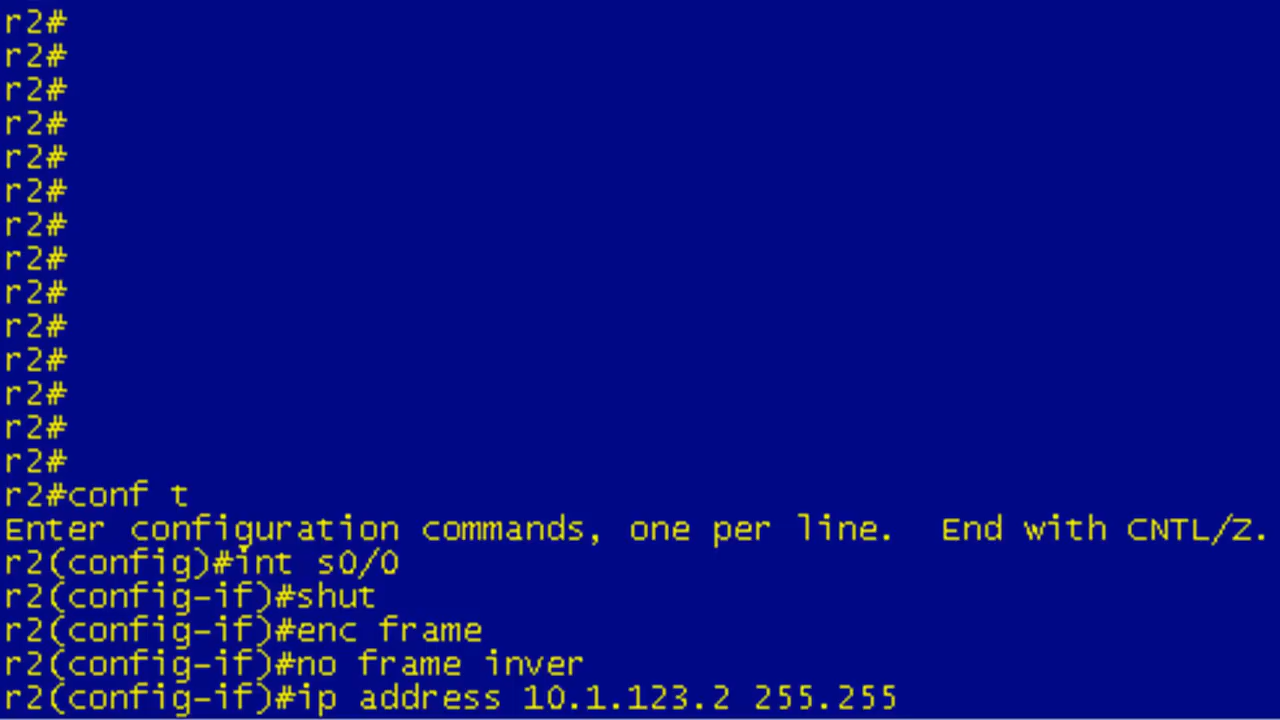 r2#
r2#
r2#
r2#
r2#
r2#
r2#
r2#
r2#
r2#
r2#
r2#
r2#
r2#
r2#conf t
Enter configuration commands, one per line.  End with CNTL/Z.
r2(config)#int s0/0
r2(config-if)#shut
r2(config-if)#enc frame
r2(config-if)#no frame inver
r2(config-if)#ip address 10.1.123.2 255.255